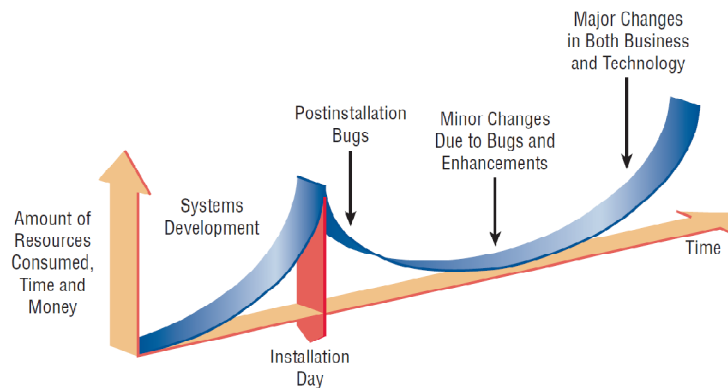 Major Changes
in Both Business
and Technology
Postinstallation
Bugs
Minor Changes
Due to Bugs and
Enhancements
Systems
Development
Amount of
Resources
Consumed,
Time and
Money
Time
Installation
Day